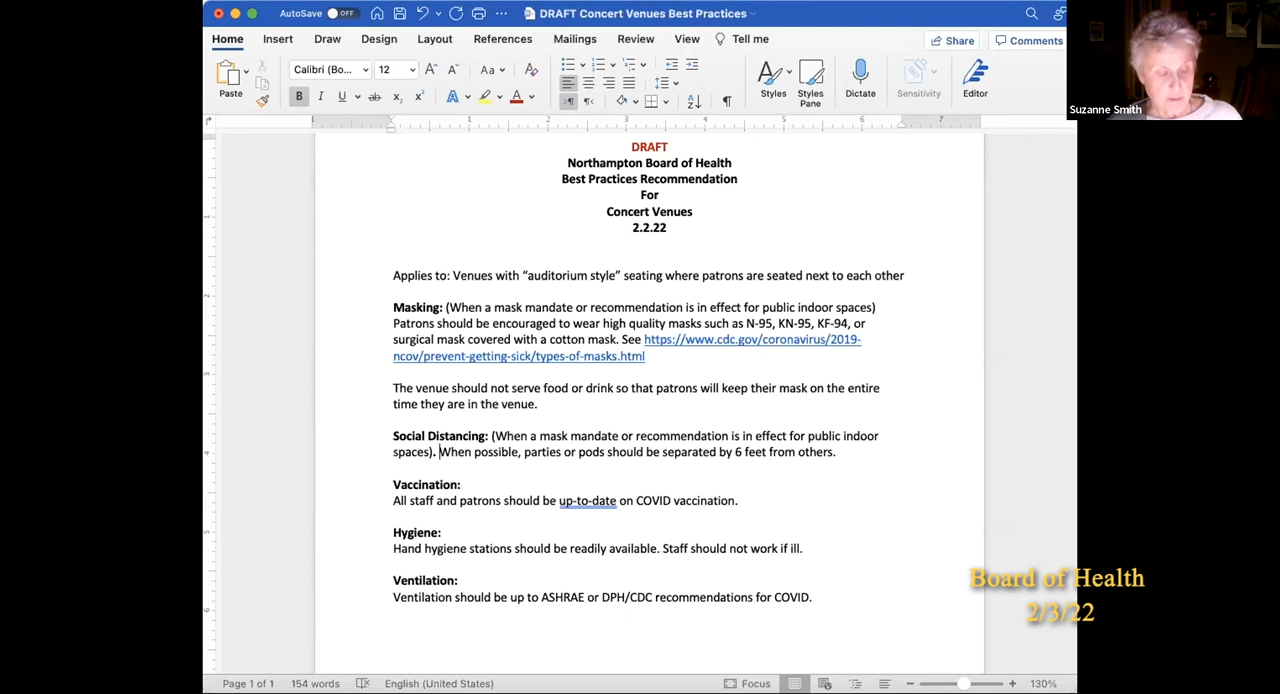 AutoSave OFF
DRAFT Concert Venues Best Practices
Home Insert Draw Design Layout References Mailings Review View Tell me Share Comments
Paste
Calibri (Bo... 12
Styles Styles Pane Dictate Sensitivity Editor
Suzanne Smith
1 1 2 3 4 5 6 7
DRAFT
Northampton Board of Health
Best Practices Recommendation
For
Concert Venues
2.2.22
Applies to: Venues with “auditorium style” seating where patrons are seated next to each other
Masking: (When a mask mandate or recommendation is in effect for public indoor spaces)
Patrons should be encouraged to wear high quality masks such as N-95, KN-95, KF-94, or
surgical mask covered with a cotton mask. See https://www.cdc.gov/coronavirus/2019-
ncov/prevent-getting-sick/types-of-masks.html
The venue should not serve food or drink so that patrons will keep their mask on the entire
time they are in the venue.
Social Distancing: (When a mask mandate or recommendation is in effect for public indoor
spaces). When possible, parties or pods should be separated by 6 feet from others.
Vaccination:
All staff and patrons should be up-to-date on COVID vaccination.
Hygiene:
Hand hygiene stations should be readily available. Staff should not work if ill.
Ventilation:
Ventilation should be up to ASHRAE or DPH/CDC recommendations for COVID.
Board of Health
2/3/22
Page 1 of 1 154 words English (United States) Focus 130%